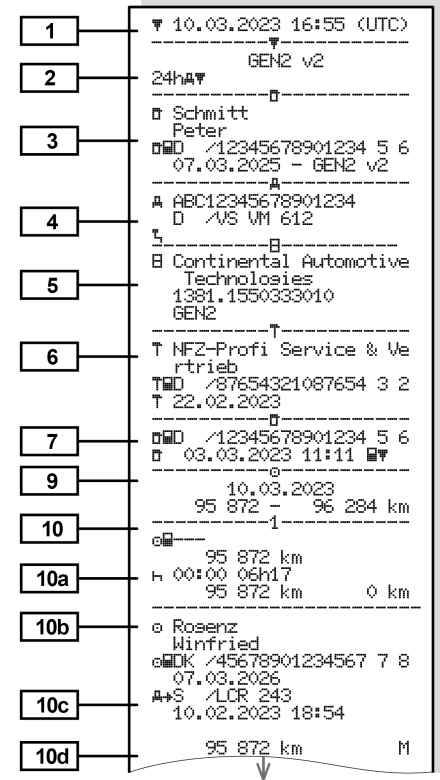 1 ▼ 10.03.2023 16:55 (UTC)
GEN2 v2
2 24h
3 Schmitt
Peter
D /12345678901234 5 6
07.03.2025 - GEN2 v2
4 A ABC12345678901234
D /VS VM 612
5 Continental Automotive
Technologies
1381.1550333010
GEN2
6 T NFZ-Profi Service & Ve
rtrieb
D /87654321087654 3 2
T 22.02.2023
7 D /12345678901234 5 6
03.03.2023 11:11
9 10.03.2023
95 872 - 96 284 km
10 1
---
95 872 km
10a 00:00 06h17
95 872 km 0 km
10b Rogenz
Winfried
DK /45678901234567 7 8
07.03.2026
10c S /LCR 243
10.02.2023 18:54
10d 95 872 km M